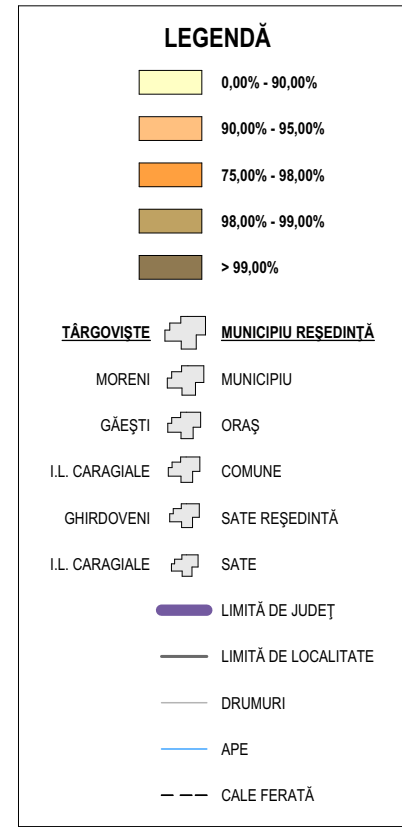 LEGENDĂ
0,00% - 90,00%
90,00% - 95,00%
75,00% - 98,00%
98,00% - 99,00%
> 99,00%
TÂRGOVIŞTE MUNICIPIU REŞEDINŢĂ
MORENI MUNICIPIU
GĂEŞTI ORAŞ
I.L. CARAGIALE COMUNE
GHIRDOVENI SATE REŞEDINTĂ
I.L. CARAGIALE SATE
LIMITĂ DE JUDEŢ
LIMITĂ DE LOCALITATE
DRUMURI
APE
CALE FERATĂ